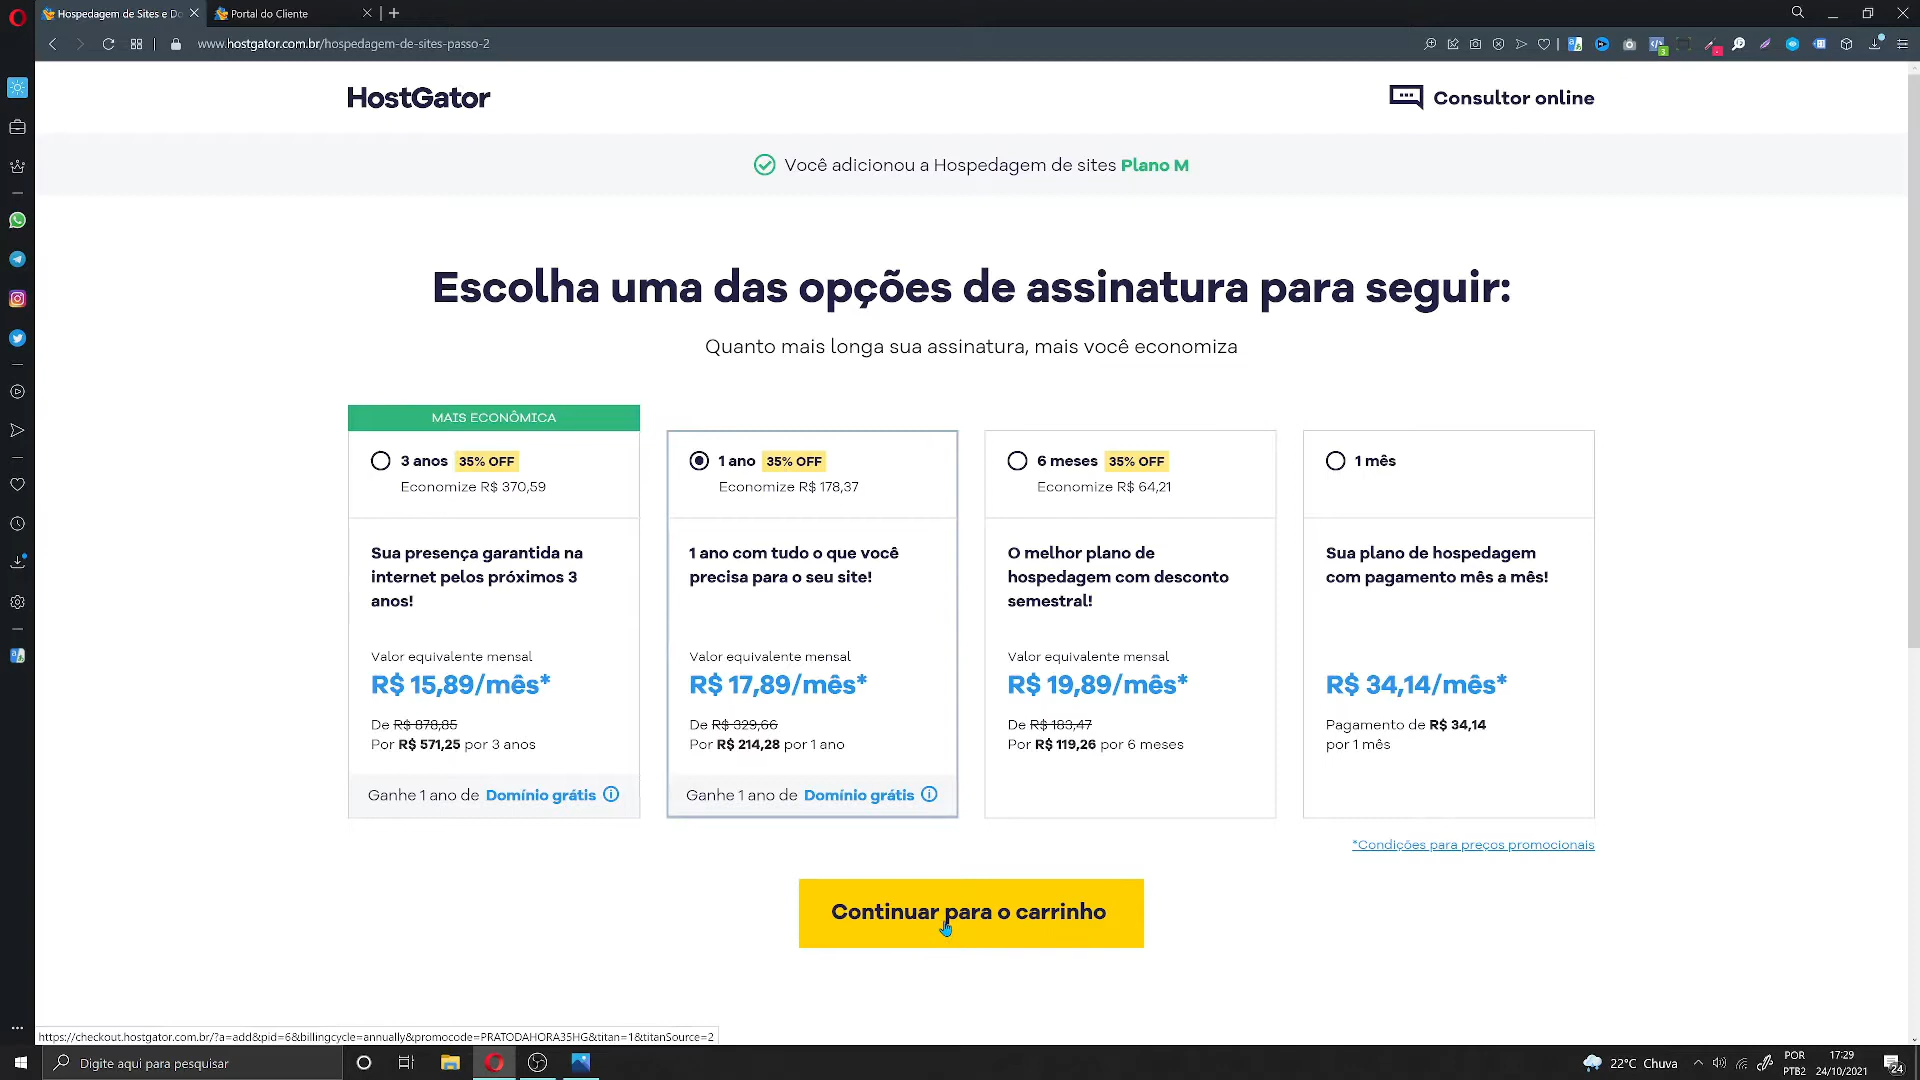 Hospedagem de Sites e Do
Portal do Cliente
www.hostgator.com.br/hospedagem-de-sites-passo-2
HostGator
Consultor online
Você adicionou a Hospedagem de sites Plano M
Escolha uma das opções de assinatura para seguir:
Quanto mais longa sua assinatura, mais você economiza
MAIS ECONÔMICA
3 anos 35% OFF
Economize R$ 370,59
Sua presença garantida na
internet pelos próximos 3
anos!
Valor equivalente mensal
R$ 15,89/mês*
De R$ 878,85
Por R$ 571,25 por 3 anos
Ganhe 1 ano de Domínio grátis
1 ano 35% OFF
Economize R$ 178,37
1 ano com tudo o que você
precisa para o seu site!
Valor equivalente mensal
R$ 17,89/mês*
De R$ 329,66
Por R$ 214,28 por 1 ano
Ganhe 1 ano de Domínio grátis
6 meses 35% OFF
Economize R$ 64,21
O melhor plano de
hospedagem com desconto
semestral!
Valor equivalente mensal
R$ 19,89/mês*
De R$ 183,47
Por R$ 119,26 por 6 meses
1 mês
Sua plano de hospedagem
com pagamento mês a mês!
R$ 34,14/mês*
Pagamento de R$ 34,14
por 1 mês
*Condições para preços promocionais
Continuar para o carrinho
https://checkout.hostgator.com.br/?a=add&pid=6&billingcycle=annually&promocode=PRATODAHORA35HG&titan=1&titanSource=2
Digite aqui para pesquisar
22°C Chuva
POR
PTB2
17:29
24/10/2021
24